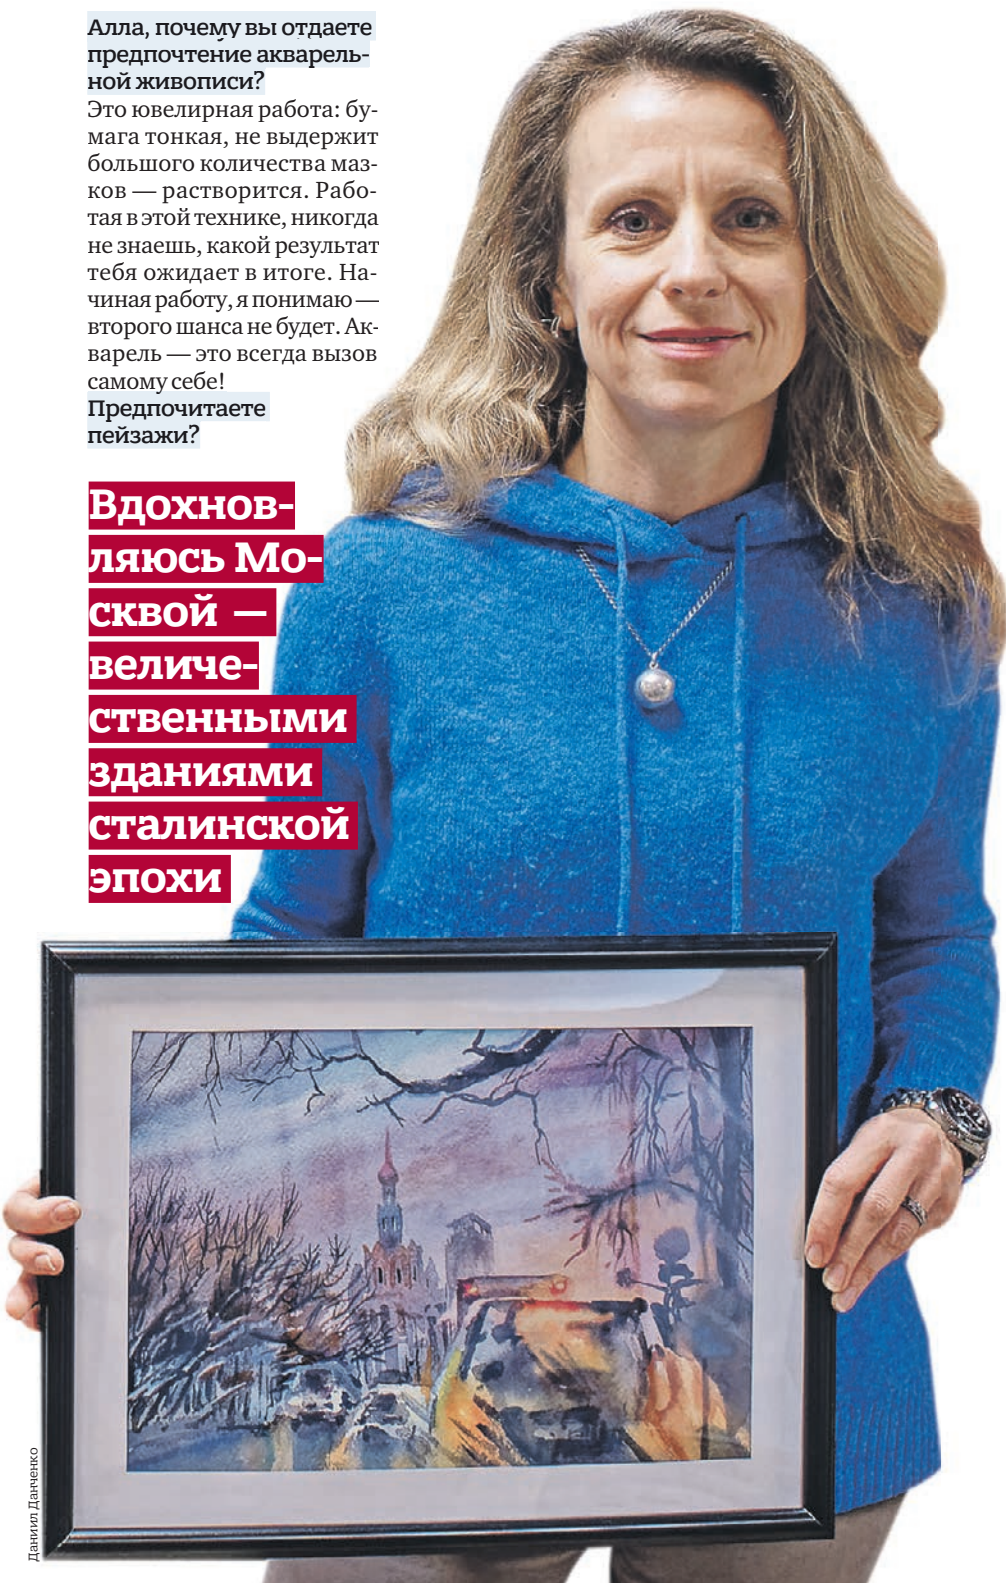 Алла, почему вы отдаете
предпочтение акварель-
ной живописи?
Это ювелирная работа: бу-
мага тонкая, не выдержит
большого количества маз-
ков — растворится. Рабо-
тая в этой технике, никогда
не знаешь, какой результат
тебя ожидает в итоге. На-
чиная работу, я понимаю —
второго шанса не будет. Ак-
варель — это всегда вызов
самому себе!
Предпочитаете
пейзажи?
Вдохнов-
ляюсь Мо-
сквой —
величе-
ственными
зданиями
сталинской
эпохи
Даниил Данченко